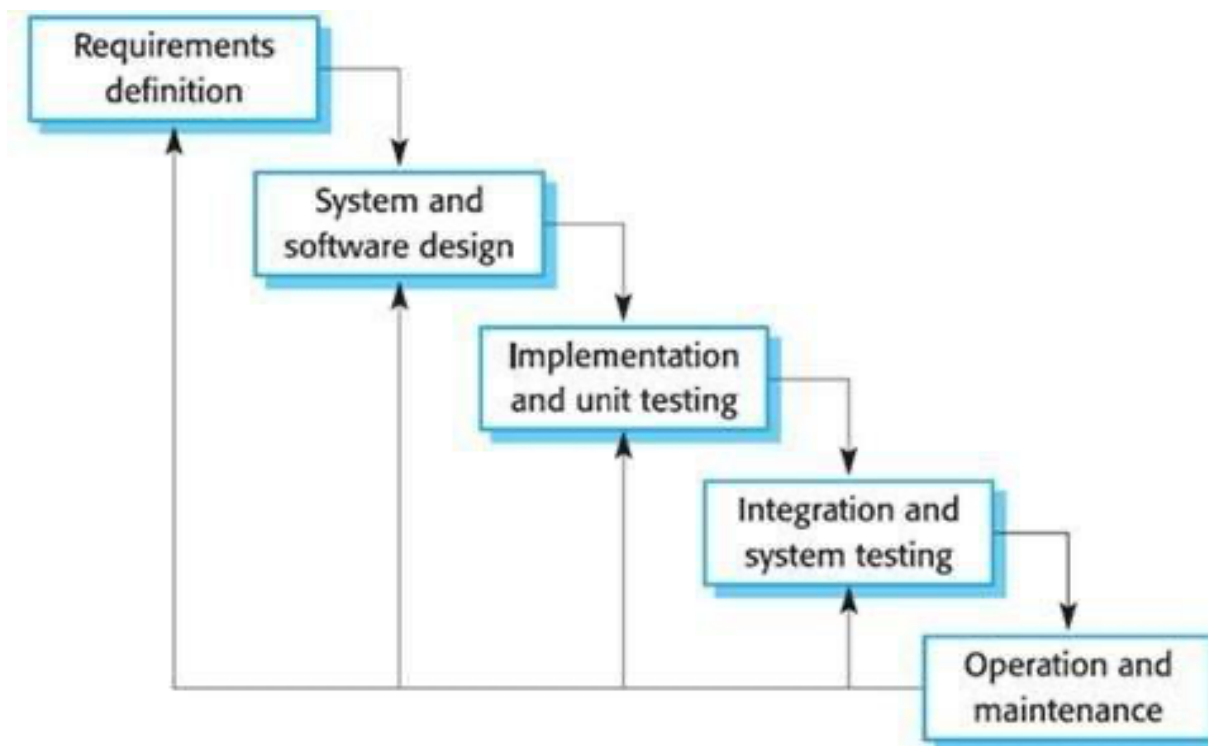 Requirements
definition
System and
software design
Implementation
and unit testing
Integration and
system testing
Operation and
maintenance